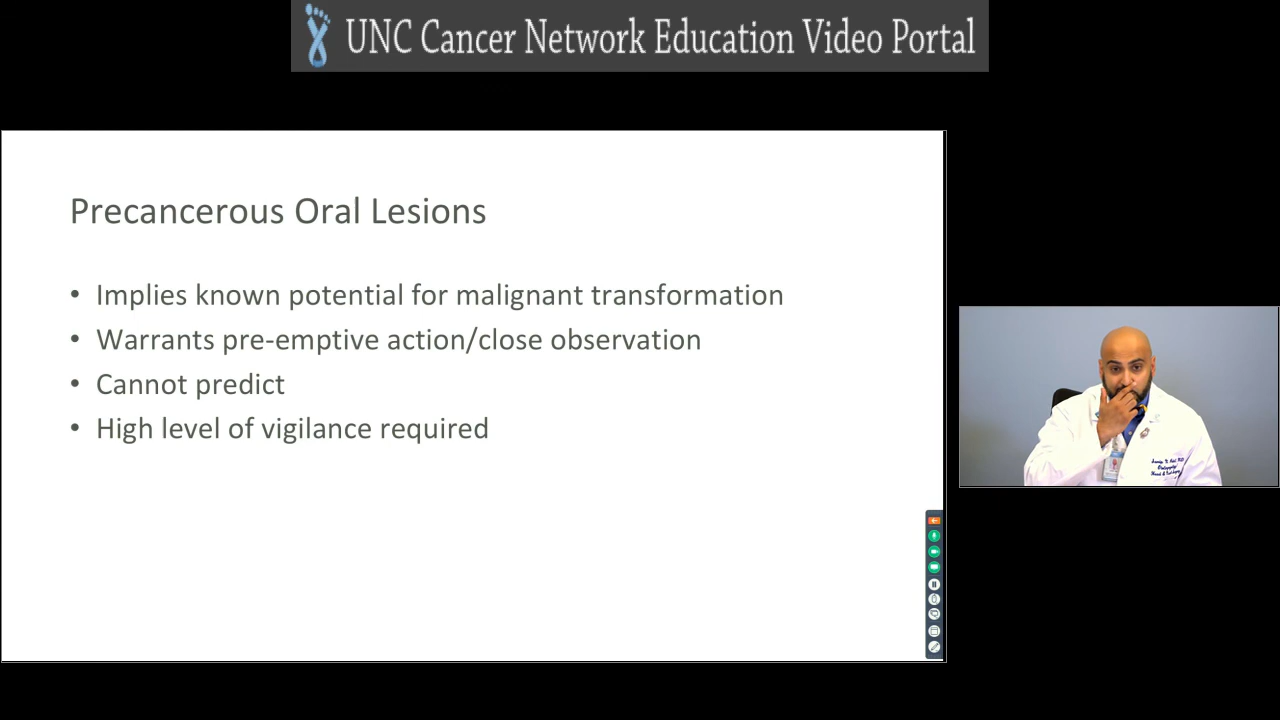 UNC Cancer Network Education Video Portal
Precancerous Oral Lesions
• Implies known potential for malignant transformation
• Warrants pre-emptive action/close observation
• Cannot predict
• High level of vigilance required